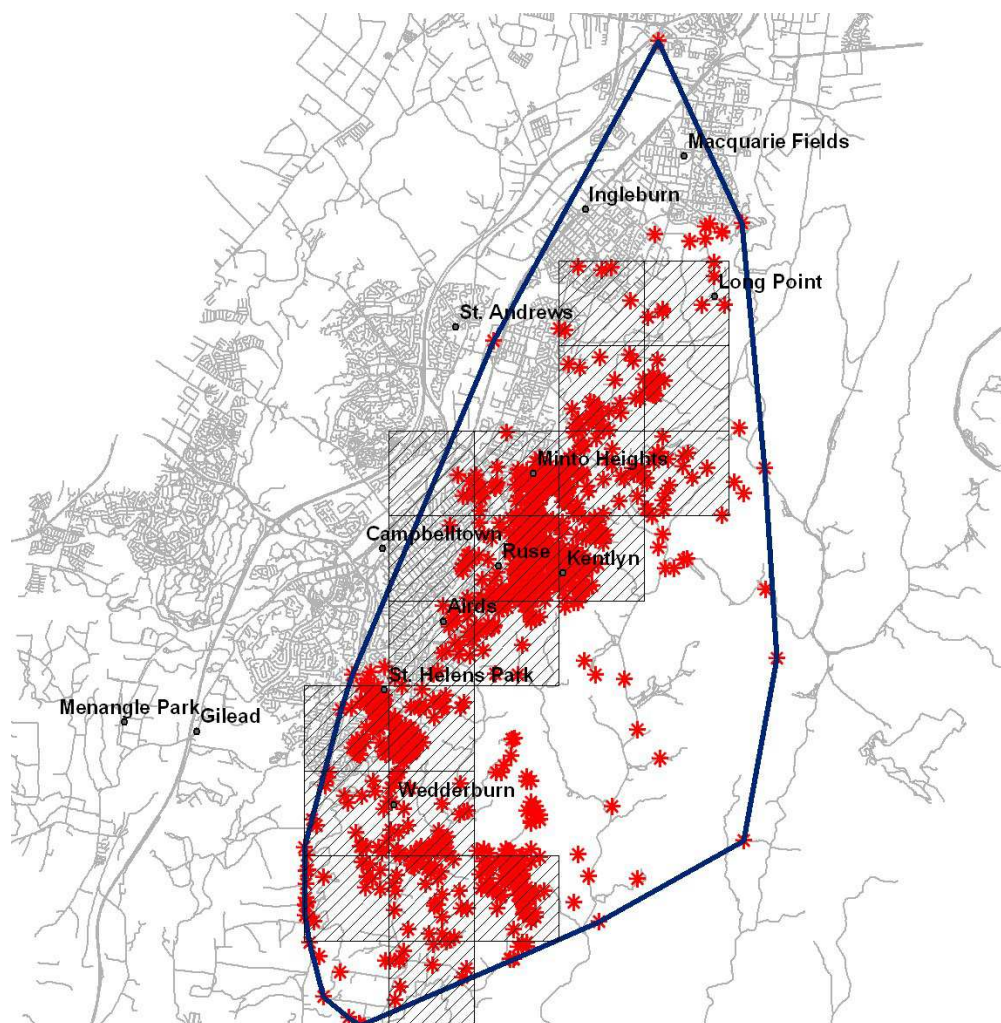 Macquarie Fields
Ingleburn
Long Point
St. Andrews
Minto Heights
Campbelltown
Ruse
Kentlyn
Airds
St. Helens Park
Menangle Park
Gilead
Wedderburn